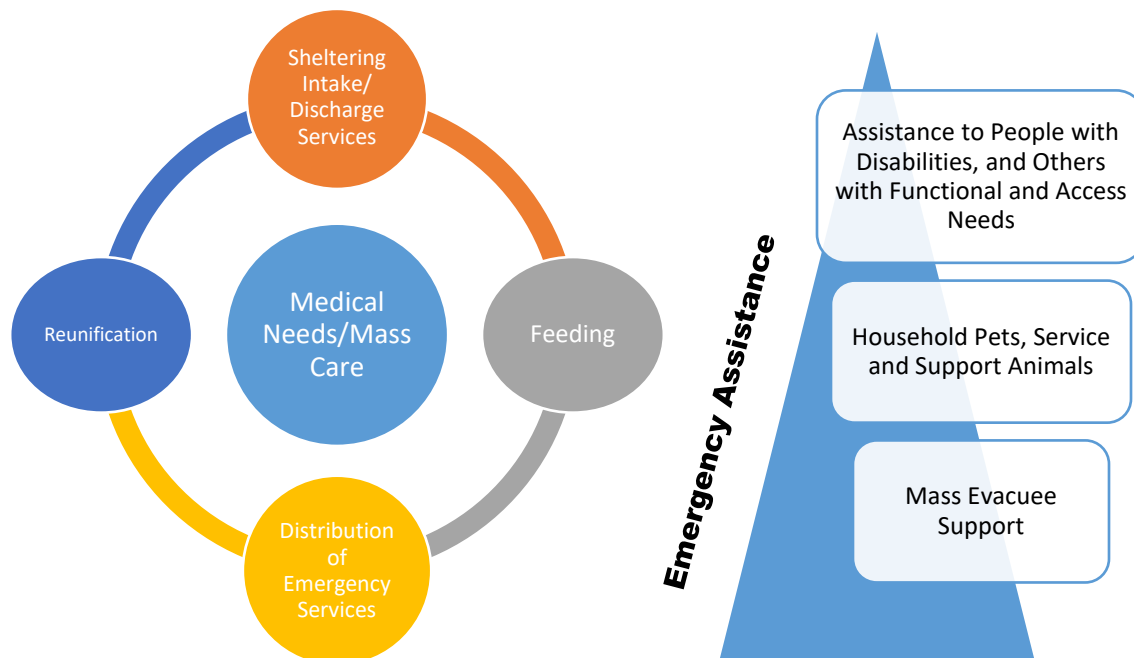 Sheltering
Intake/
Discharge
Services
Reunification
Medical
Needs/Mass
Care
Feeding
Distribution
of
Emergency
Services
Emergency Assistance
Assistance to People with
Disabilities, and Others
with Functional and Access
Needs
Household Pets, Service
and Support Animals
Mass Evacuee
Support